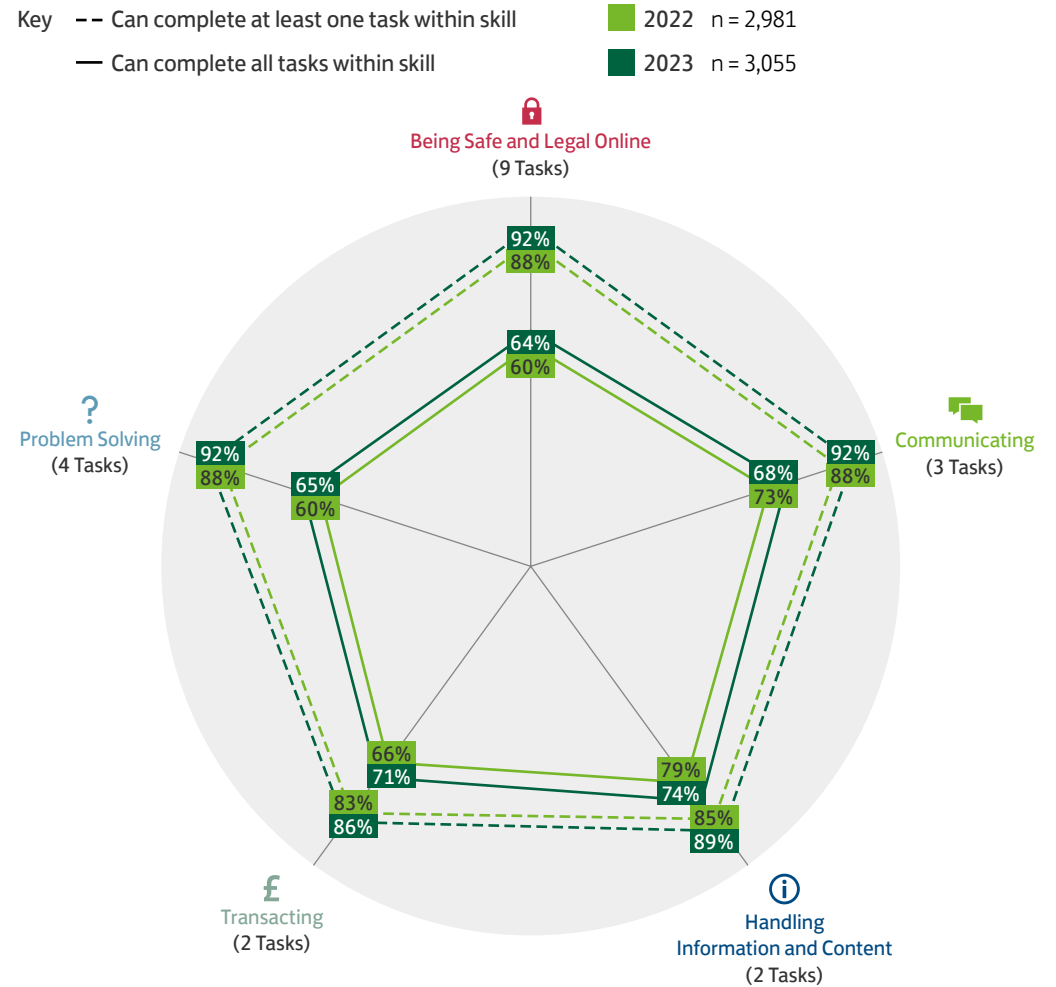 Key -- Can complete at least one task within skill 2022 n = 2,981
— Can complete all tasks within skill 2023 n = 3,055
Being Safe and Legal Online
(9 Tasks)
92%
88%
64%
60%
?
Problem Solving
(4 Tasks)
92%
88%
65%
60%
68%
73%
92%
88%
Communicating
(3 Tasks)
66%
71%
83%
86%
79%
74%
85%
89%
£
Transacting
(2 Tasks)
i
Handling
Information and Content
(2 Tasks)